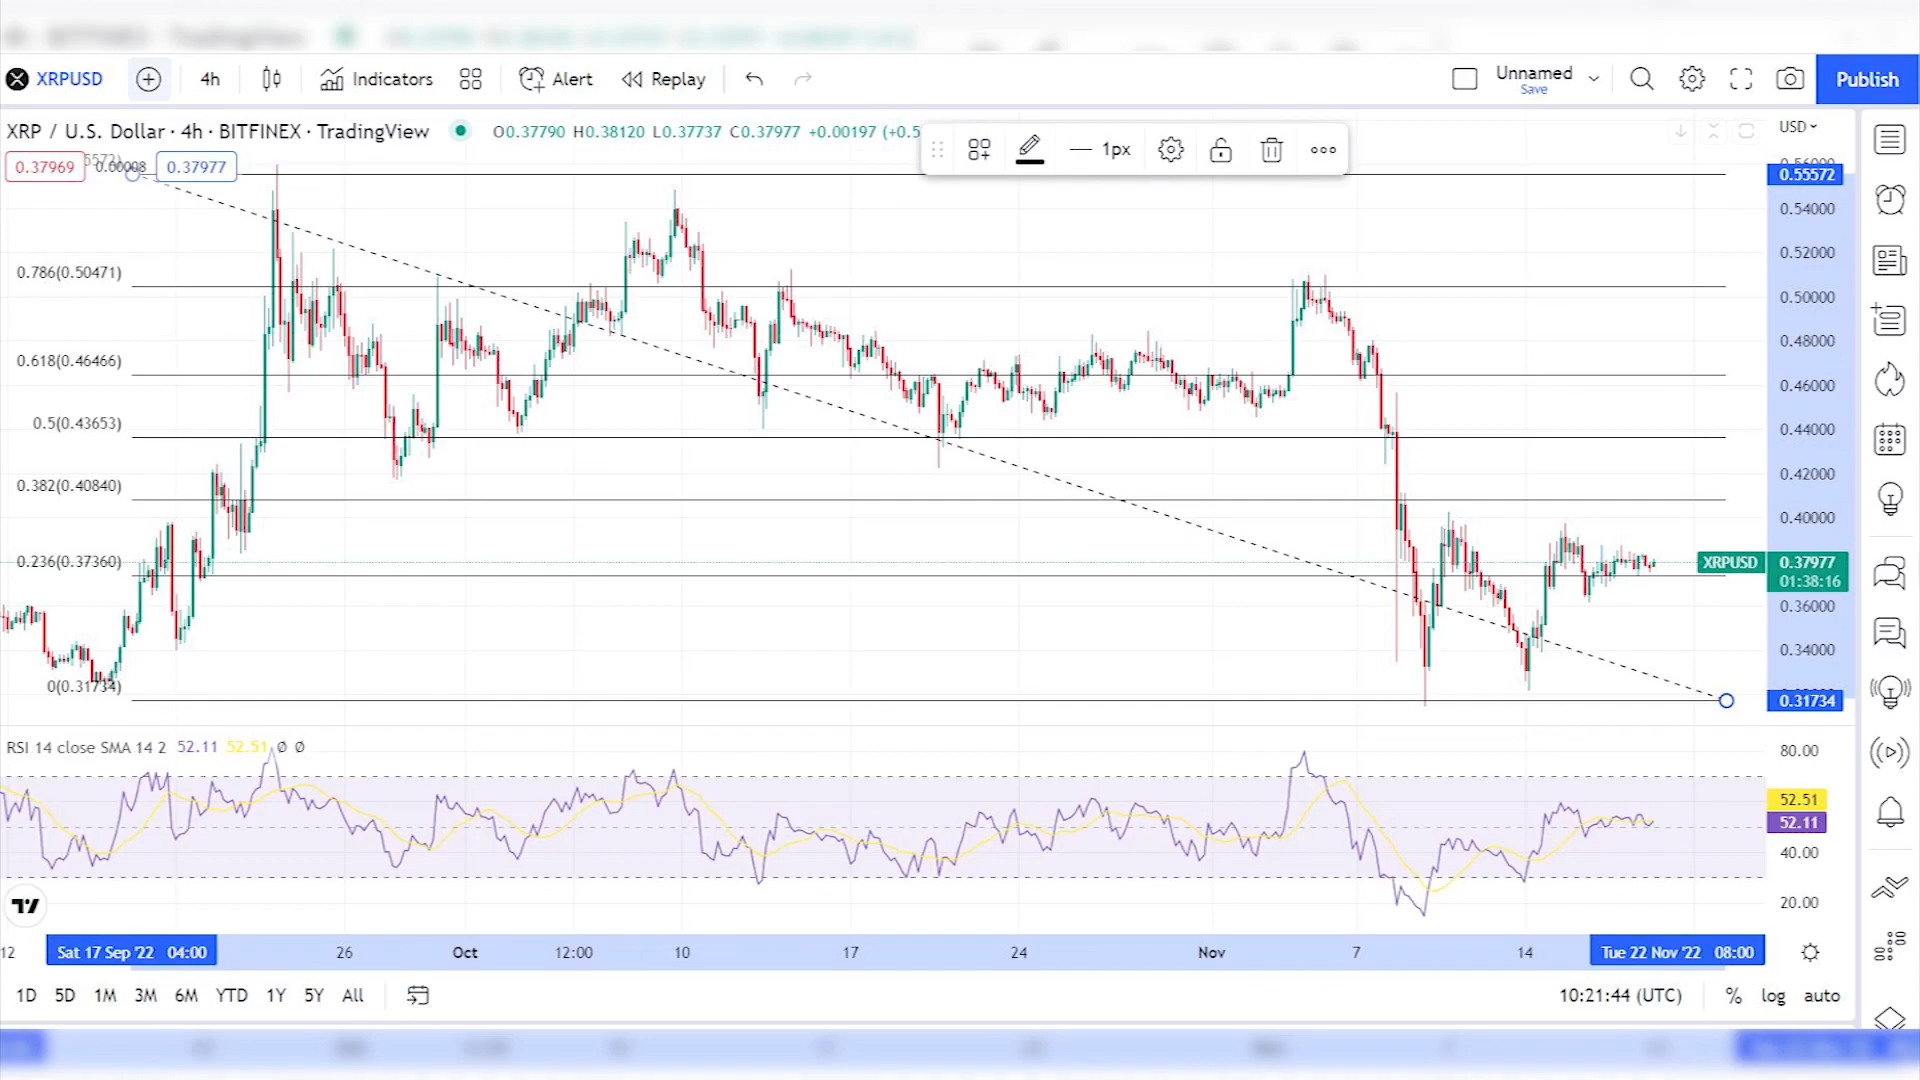 XRPUSD 4h Indicators Alert Replay Unnamed Save Publish
XRP / U.S. Dollar · 4h · BITFINEX · TradingView O0.37790 H0.38120 L0.37737 C0.37977 +0.00197 (+0.5
1px
USD
0.37969 0.00008 0.37977
0.55572
0.54000
0.52000
0.786(0.50471)
0.50000
0.48000
0.618(0.46466)
0.46000
0.5(0.43653)
0.44000
0.42000
0.382(0.40840)
0.40000
0.236(0.37360)
XRPUSD 0.37977
01:38:16
0.36000
0.34000
0(0.31734)
0.31734
RSI 14 close SMA 14 2 52.11 52.51 Ø Ø
80.00
52.51
52.11
40.00
20.00
12 Sat 17 Sep '22 04:00 26 Oct 12:00 10 17 24 Nov 7 14 Tue 22 Nov '22 08:00
1D 5D 1M 3M 6M YTD 1Y 5Y All 10:21:44 (UTC) % log auto